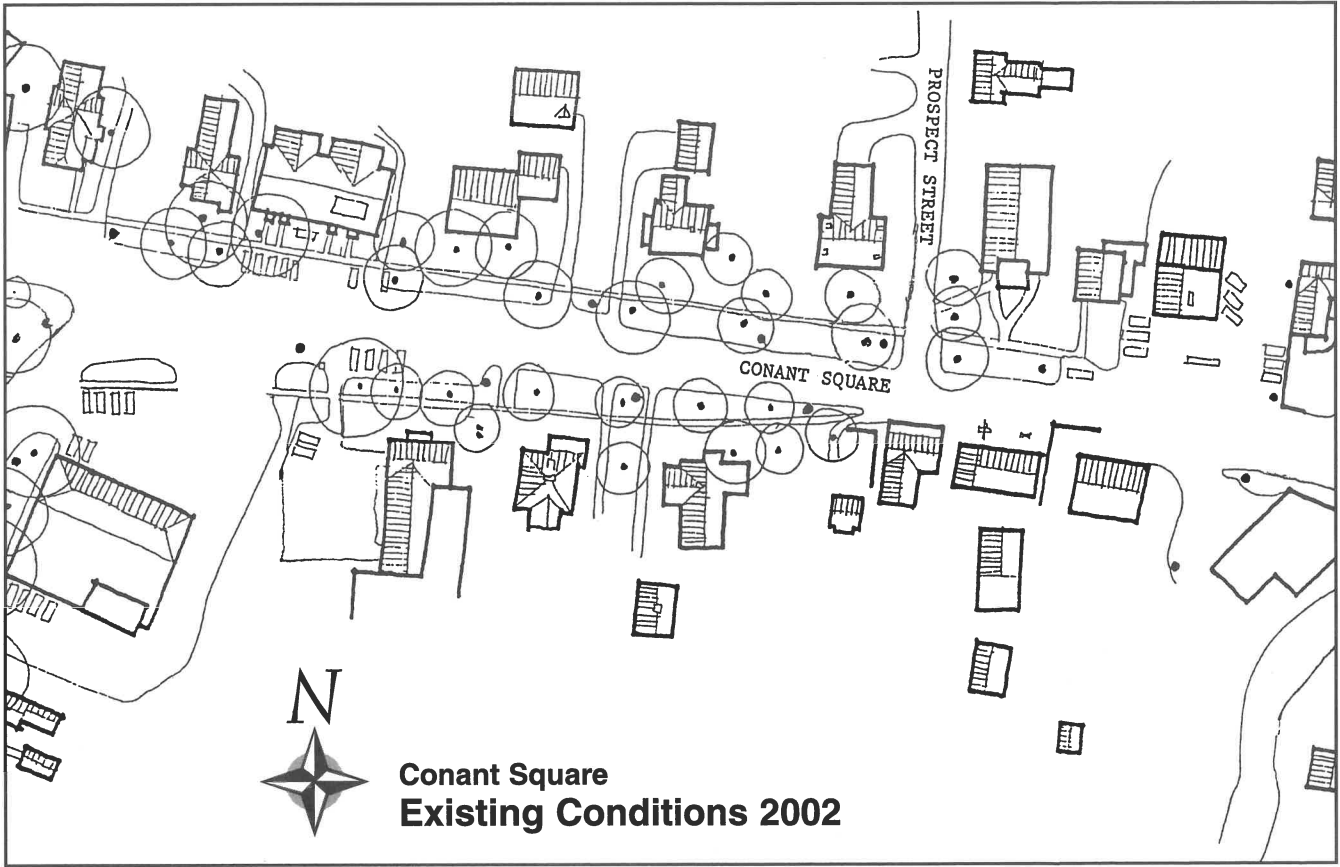 PROSPECT STREET
CONANT SQUARE
N
Conant Square
Existing Conditions 2002